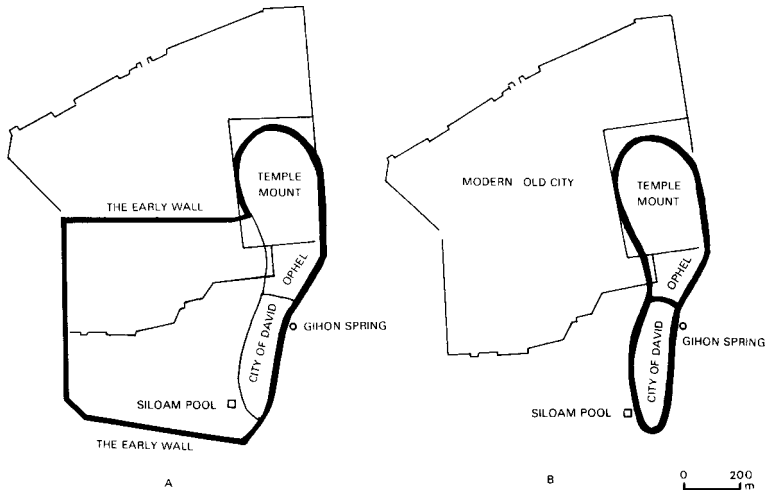 TEMPLE
MOUNT
THE EARLY WALL
OPHEL
CITY OF DAVID
GIHON SPRING
SILOAM POOL
THE EARLY WALL
A
MODERN OLD CITY
TEMPLE
MOUNT
OPHEL
CITY OF DAVID
GIHON SPRING
SILOAM POOL
B
0 200
m